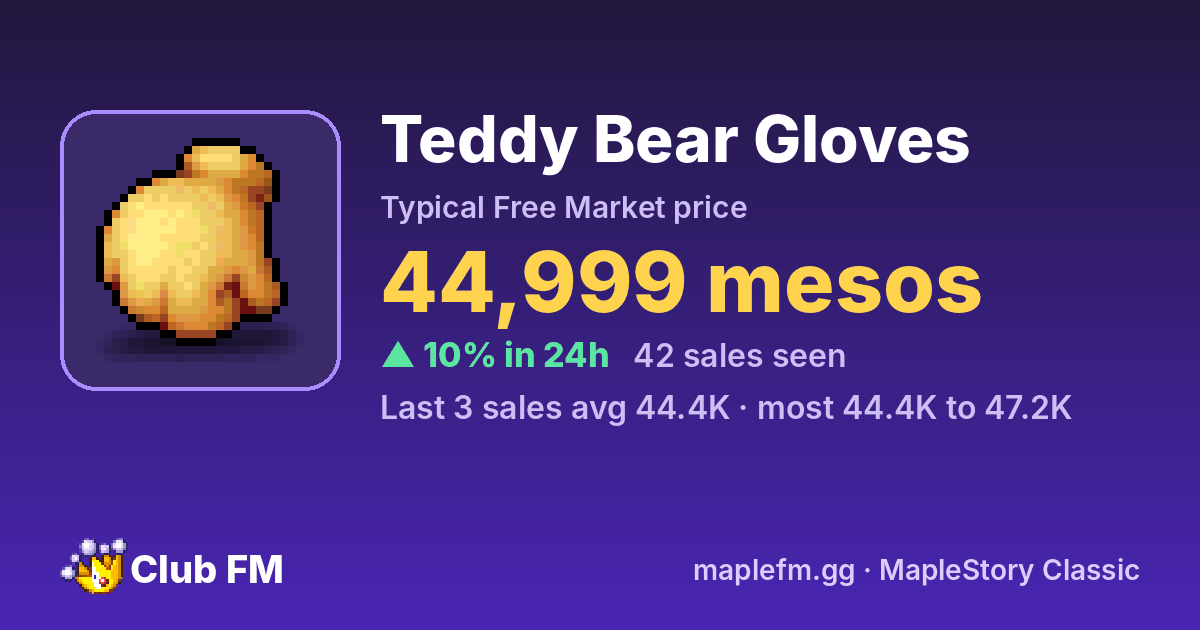 Teddy Bear Gloves
Typical Free Market price
44,999 mesos
▲ 10% in 24h 42 sales seen
Last 3 sales avg 44.4K · most 44.4K to 47.2K
Club FM
maplefm.gg · MapleStory Classic